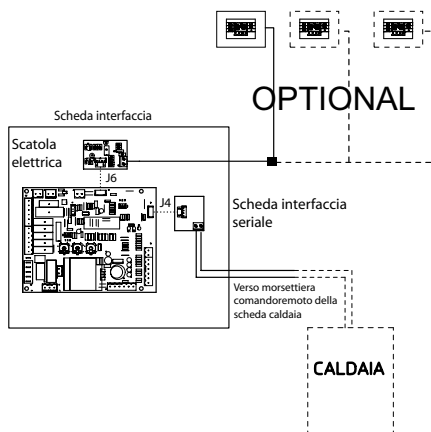 OPTIONAL
Scheda interfaccia
Scatola
elettrica
J6
J4
Scheda interfaccia
seriale
Verso morsettiera
comandoremoto della
scheda caldaia
CALDAIA